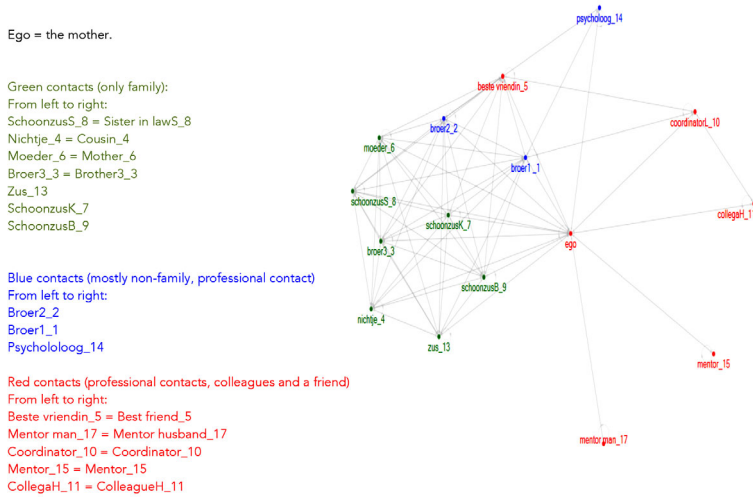 Ego = the mother.
Green contacts (only family):
From left to right:
SchoonzusS_8 = Sister in lawS_8
Nichtje_4 = Cousin_4
Moeder_6 = Mother_6
Broer3_3 = Brother3_3
Zus_13
SchoonzusK_7
SchoonzusB_9
Blue contacts (mostly non-family, professional contact)
From left to right:
Broer2_2
Broer1_1
Psychololoog_14
Red contacts (professional contacts, colleagues and a friend)
From left to right:
Beste vriendin_5 = Best friend_5
Mentor man_17 = Mentor husband_17
Coordinator_10 = Coordinator_10
Mentor_15 = Mentor_15
CollegaH_11 = ColleagueH_11
psycholoog_14
beste vriendin_5
coordinatorL_10
broer2_2
moeder_6
broer1_1
schoonzusS_8
collegaH_1
schoonzusK_7
ego
broer3_3
schoonzusB_9
nichtje_4
zus_13
mentor_15
mentor man_17